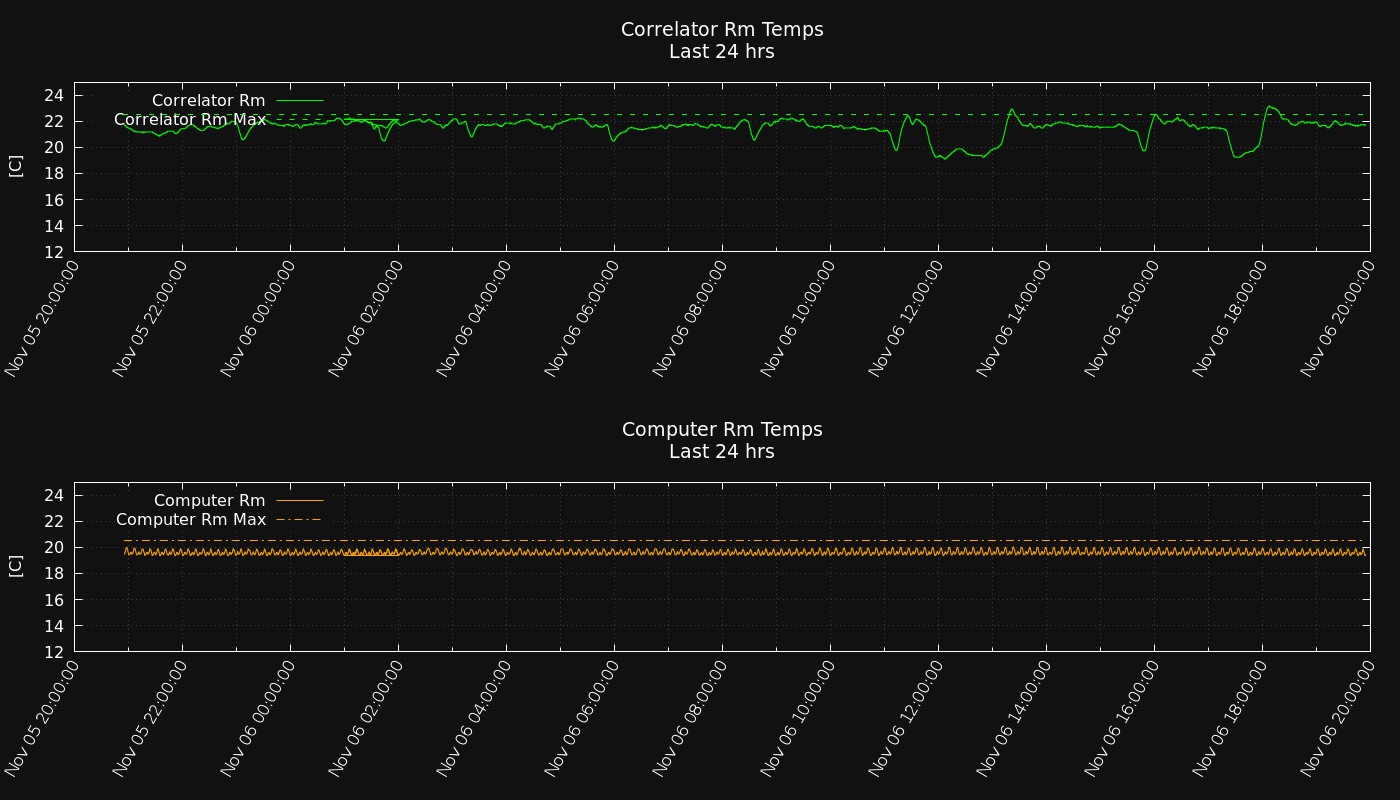 Correlator Rm Temps
Last 24 hrs
Correlator Rm
Correlator Rm Max
[C]
24
22
20
18
16
14
12
Nov 05 20:00:00
Nov 05 22:00:00
Nov 06 00:00:00
Nov 06 02:00:00
Nov 06 04:00:00
Nov 06 06:00:00
Nov 06 08:00:00
Nov 06 10:00:00
Nov 06 12:00:00
Nov 06 14:00:00
Nov 06 16:00:00
Nov 06 18:00:00
Nov 06 20:00:00
Computer Rm Temps
Last 24 hrs
Computer Rm
Computer Rm Max
[C]
24
22
20
18
16
14
12
Nov 05 20:00:00
Nov 05 22:00:00
Nov 06 00:00:00
Nov 06 02:00:00
Nov 06 04:00:00
Nov 06 06:00:00
Nov 06 08:00:00
Nov 06 10:00:00
Nov 06 12:00:00
Nov 06 14:00:00
Nov 06 16:00:00
Nov 06 18:00:00
Nov 06 20:00:00